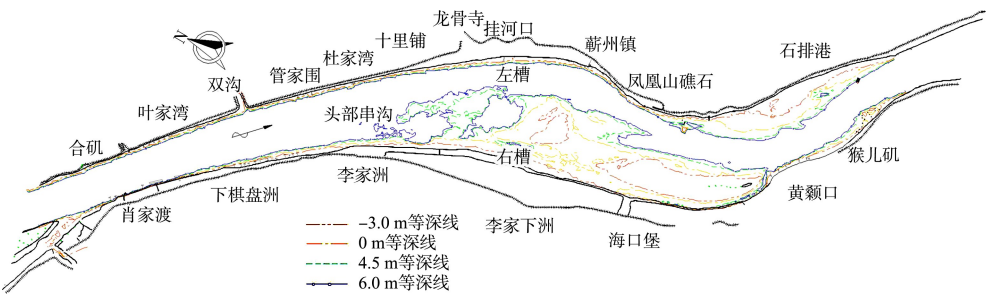 龙骨寺
挂河口
十里铺
蕲州镇
石排港
杜家湾
管家围
左槽
凤凰山礁石
双沟
叶家湾
头部串沟
合矶
右槽
猴儿矶
李家洲
下棋盘洲
黄颡口
肖家渡
李家下洲
海口堡
−3.0 m等深线
0 m等深线
4.5 m等深线
6.0 m等深线